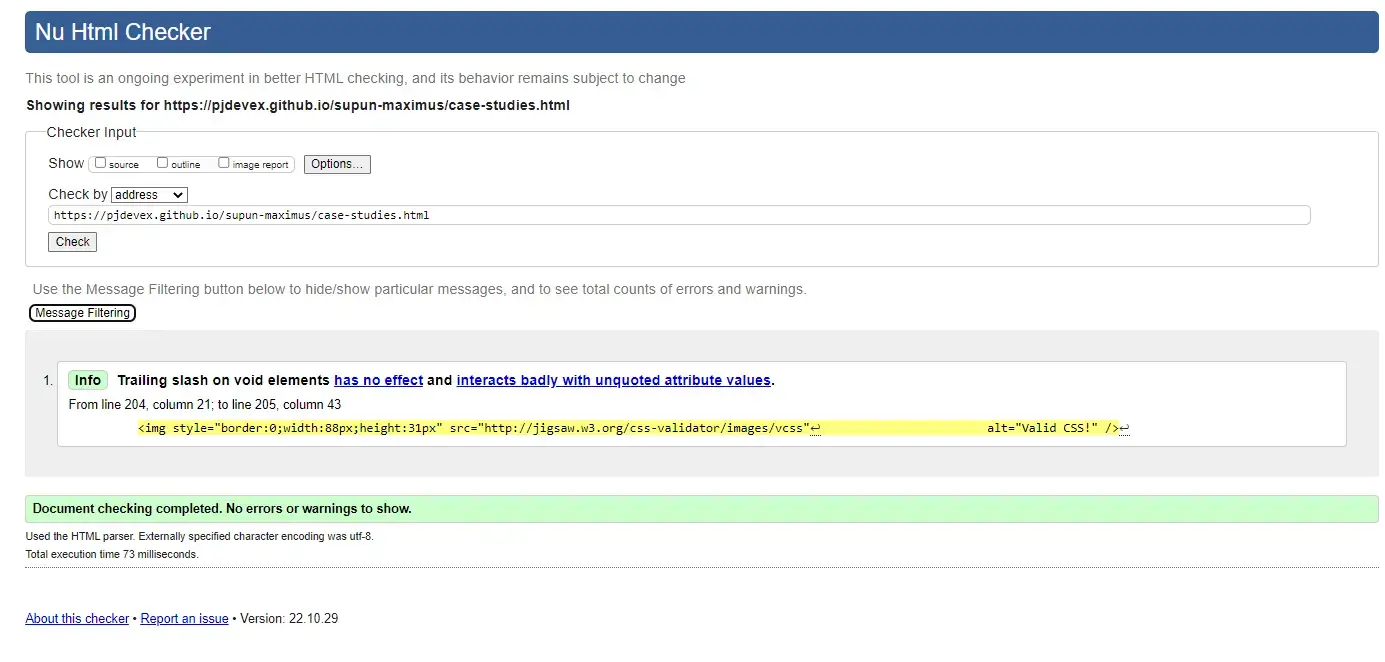 Nu Html Checker
This tool is an ongoing experiment in better HTML checking, and its behavior remains subject to change
Showing results for https://pjdevex.github.io/supun-maximus/case-studies.html
Checker Input
Show source outline image report Options...
Check by address
https://pjdevex.github.io/supun-maximus/case-studies.html
Check
Use the Message Filtering button below to hide/show particular messages, and to see total counts of errors and warnings.
Message Filtering
1. Info Trailing slash on void elements has no effect and interacts badly with unquoted attribute values.
From line 204, column 21; to line 205, column 43
<img style="border:0;width:88px;height:31px" src="http://jigsaw.w3.org/css-validator/images/vcss"↩ alt="Valid CSS!" />↩
Document checking completed. No errors or warnings to show.
Used the HTML parser. Externally specified character encoding was utf-8.
Total execution time 73 milliseconds.
About this checker • Report an issue • Version: 22.10.29